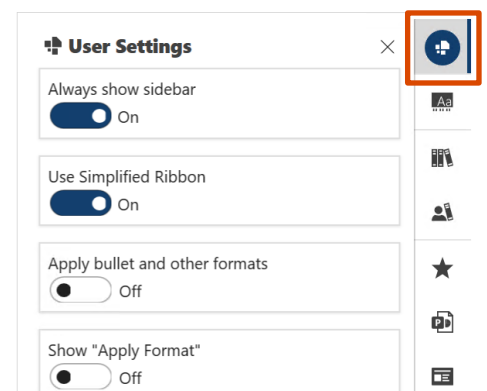 User Settings
Always show sidebar
On
Aa
Use Simplified Ribbon
On
Apply bullet and other formats
Off
Show "Apply Format"
Off